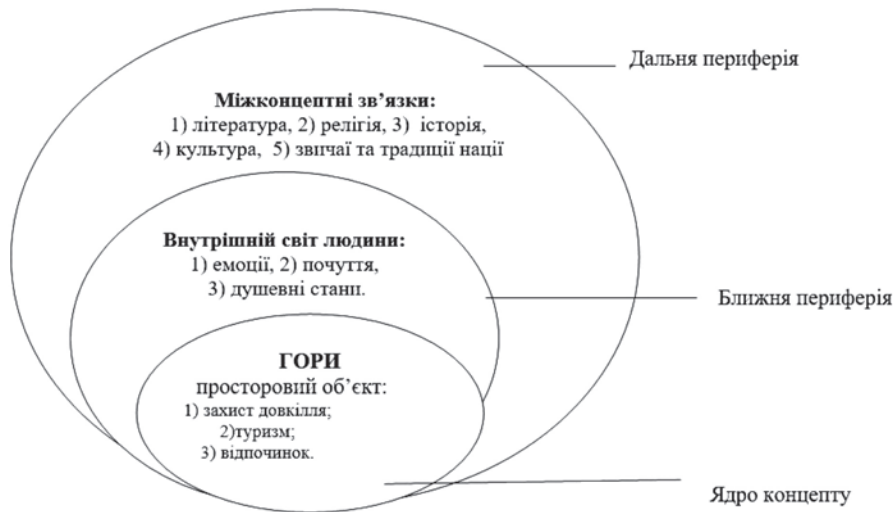 Дальня периферія
Міжконцептні зв’язки:
1) література, 2) релігія, 3) історія,
4) культура, 5) звичаї та традиції нації
Внутрішній світ людини:
1) емоції, 2) почуття,
3) душевні стани.
Ближня периферія
ГОРИ
просторовий об’єкт:
1) захист довкілля;
2)туризм;
3) відпочинок.
Ядро концепту